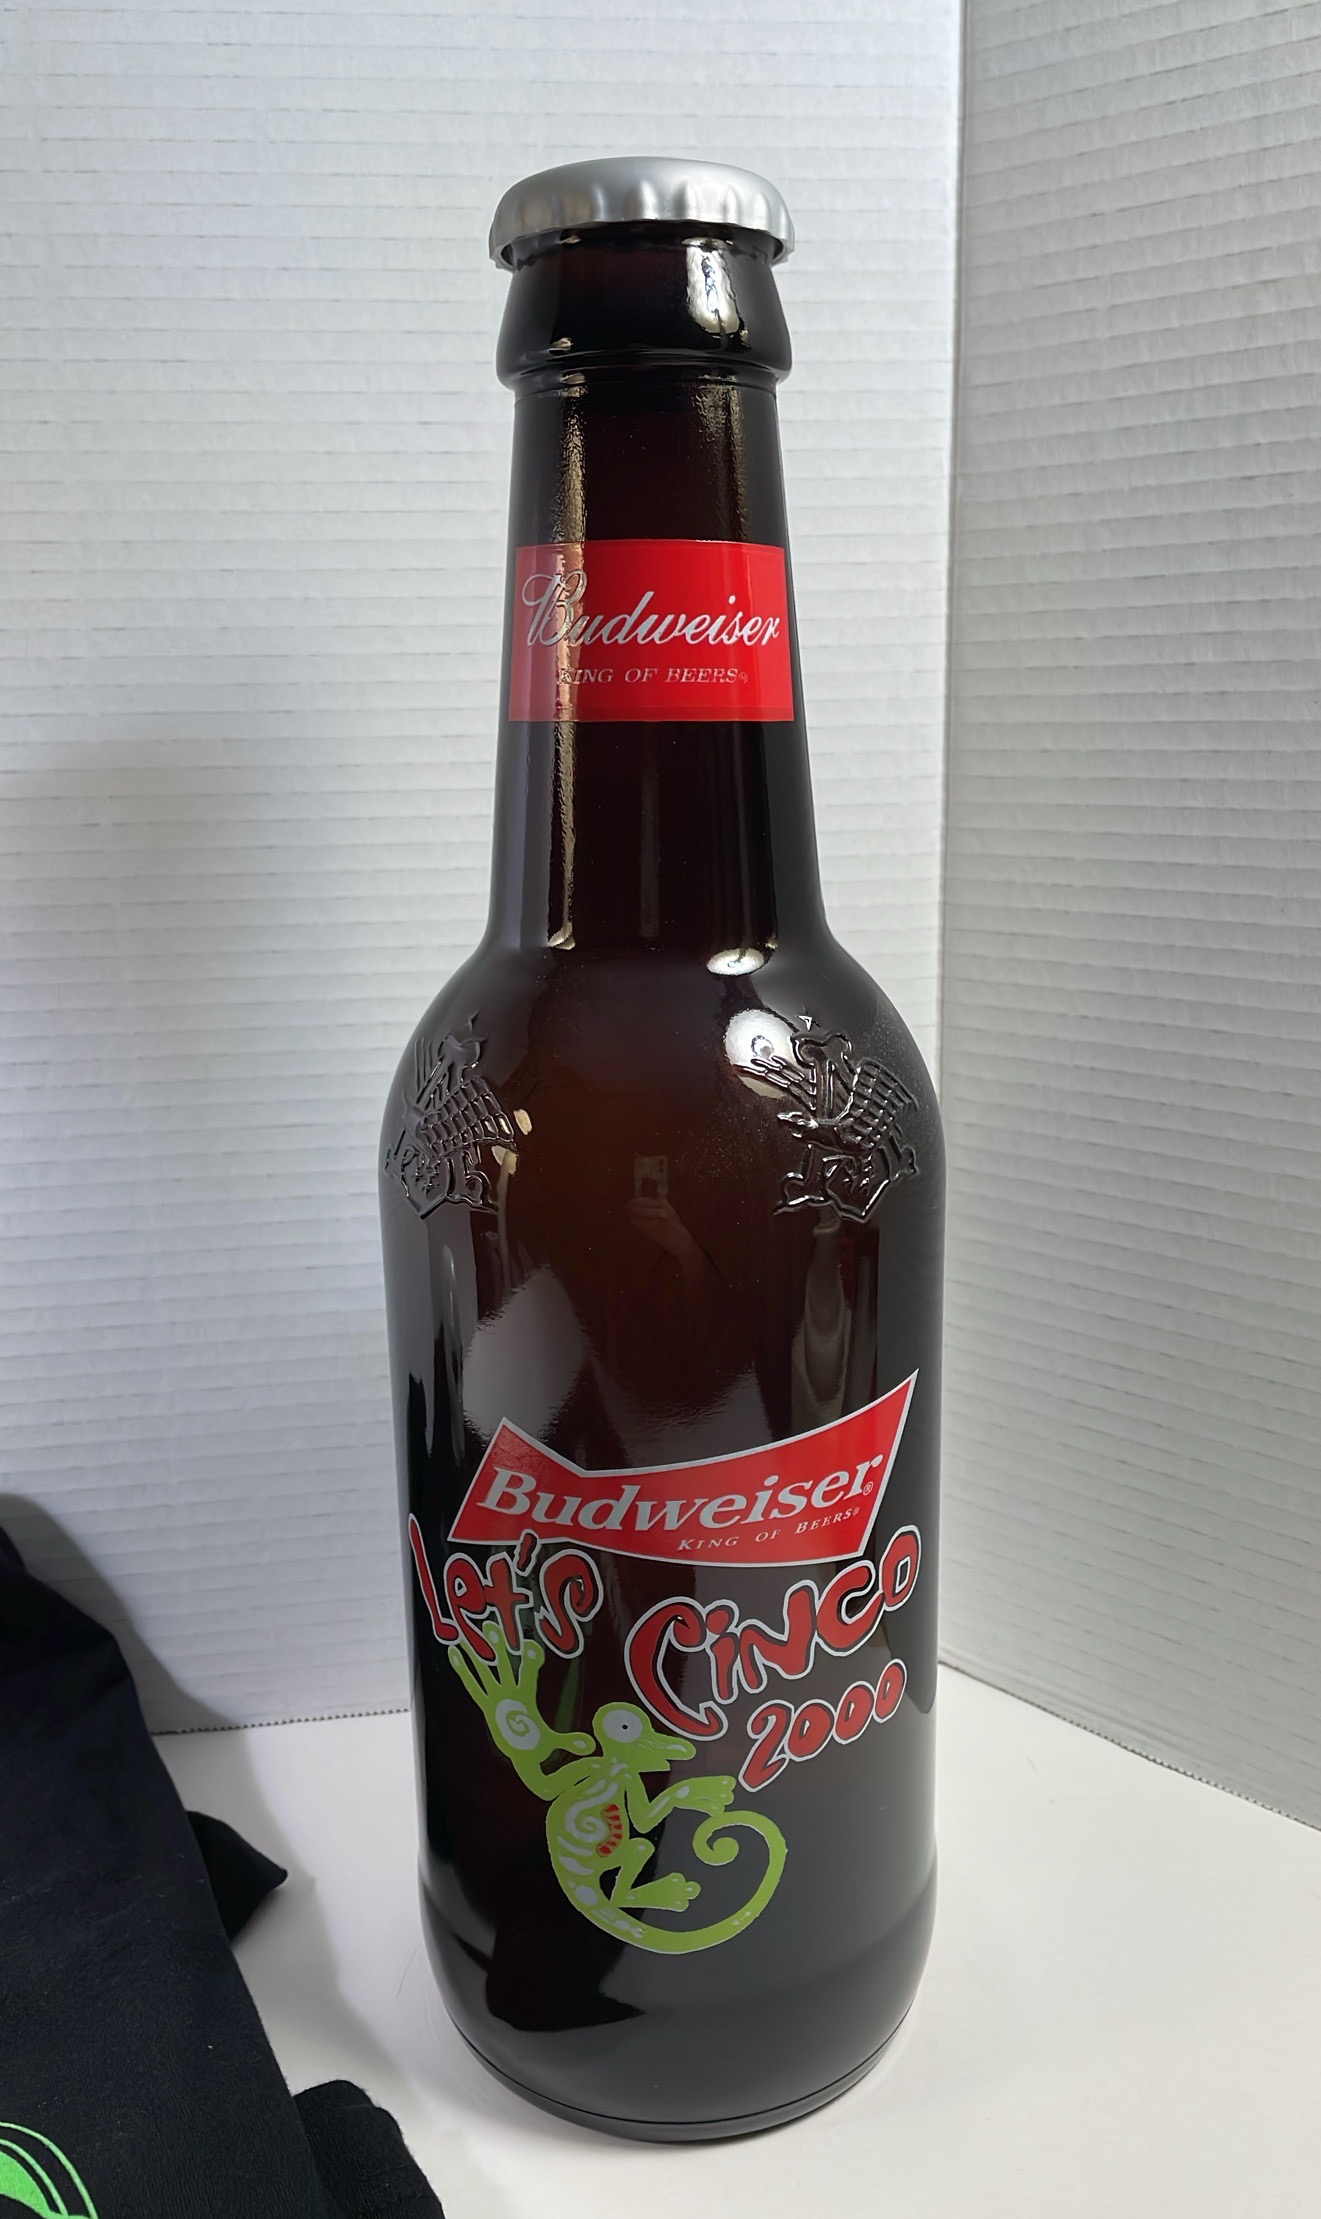 Budweiser
KING OF BEERS®
Budweiser®
KING OF BEERS®
Let's CiNCO
2000